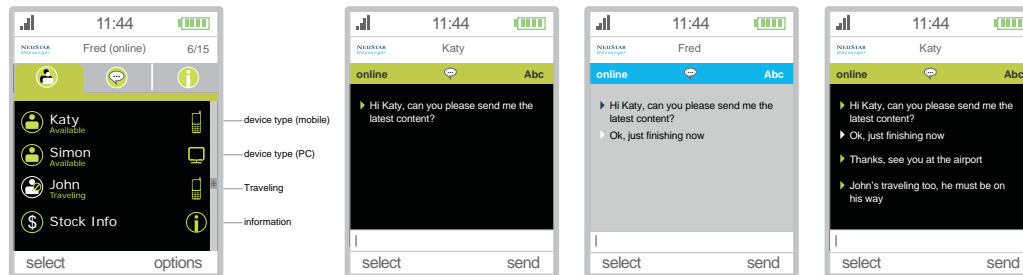 11:44
NEUSTAR
Messenger
Fred (online)
6/15
Katy
Available
Simon
Available
John
Traveling
$ Stock Info
select
options
device type (mobile)
device type (PC)
Traveling
information
11:44
NEUSTAR
Messenger
Katy
online
Abc
Hi Katy, can you please send me the
latest content?
select
send
11:44
NEUSTAR
Messenger
Fred
online
Abc
Hi Katy, can you please send me the
latest content?
Ok, just finishing now
select
send
11:44
NEUSTAR
Messenger
Katy
online
Abc
Hi Katy, can you please send me the
latest content?
Ok, just finishing now
Thanks, see you at the airport
John's traveling too, he must be on
his way
select
send